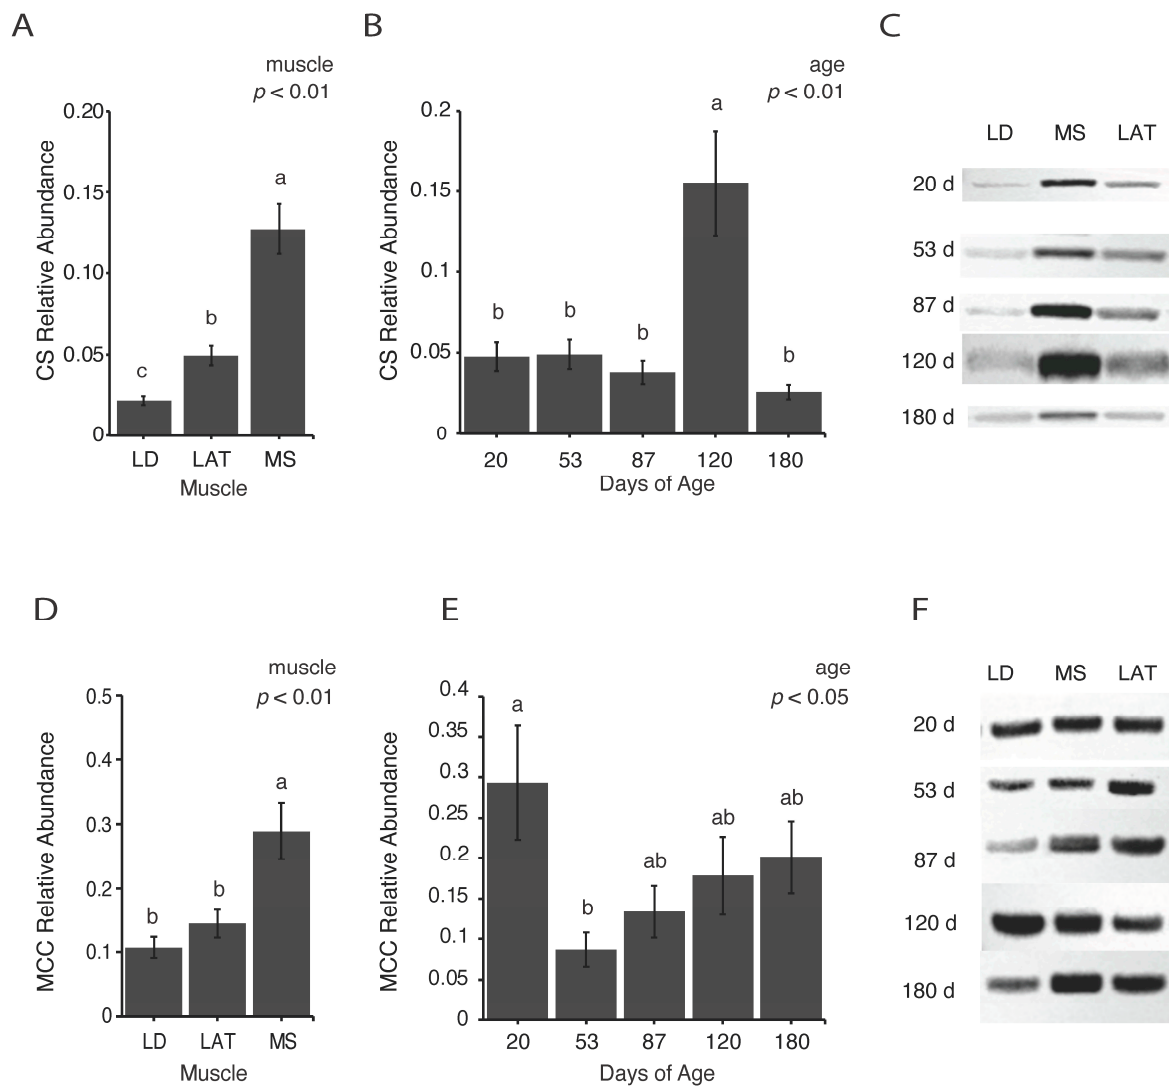 A
muscle
p < 0.01
CS Relative Abundance
0.20
0.15
0.10
0.05
0
c
b
a
LD LAT MS
Muscle
B
age
p < 0.01
CS Relative Abundance
0.2
0.15
0.1
0.05
0
b
b
b
a
b
20 53 87 120 180
Days of Age
C
LD MS LAT
20 d
53 d
87 d
120 d
180 d
D
muscle
p < 0.01
MCC Relative Abundance
0.5
0.4
0.3
0.2
0.1
0
b
b
a
LD LAT MS
Muscle
E
age
p < 0.05
MCC Relative Abundance
0.4
0.35
0.3
0.25
0.2
0.15
0.1
0.05
0
a
b
ab
ab
ab
20 53 87 120 180
Days of Age
F
LD MS LAT
20 d
53 d
87 d
120 d
180 d